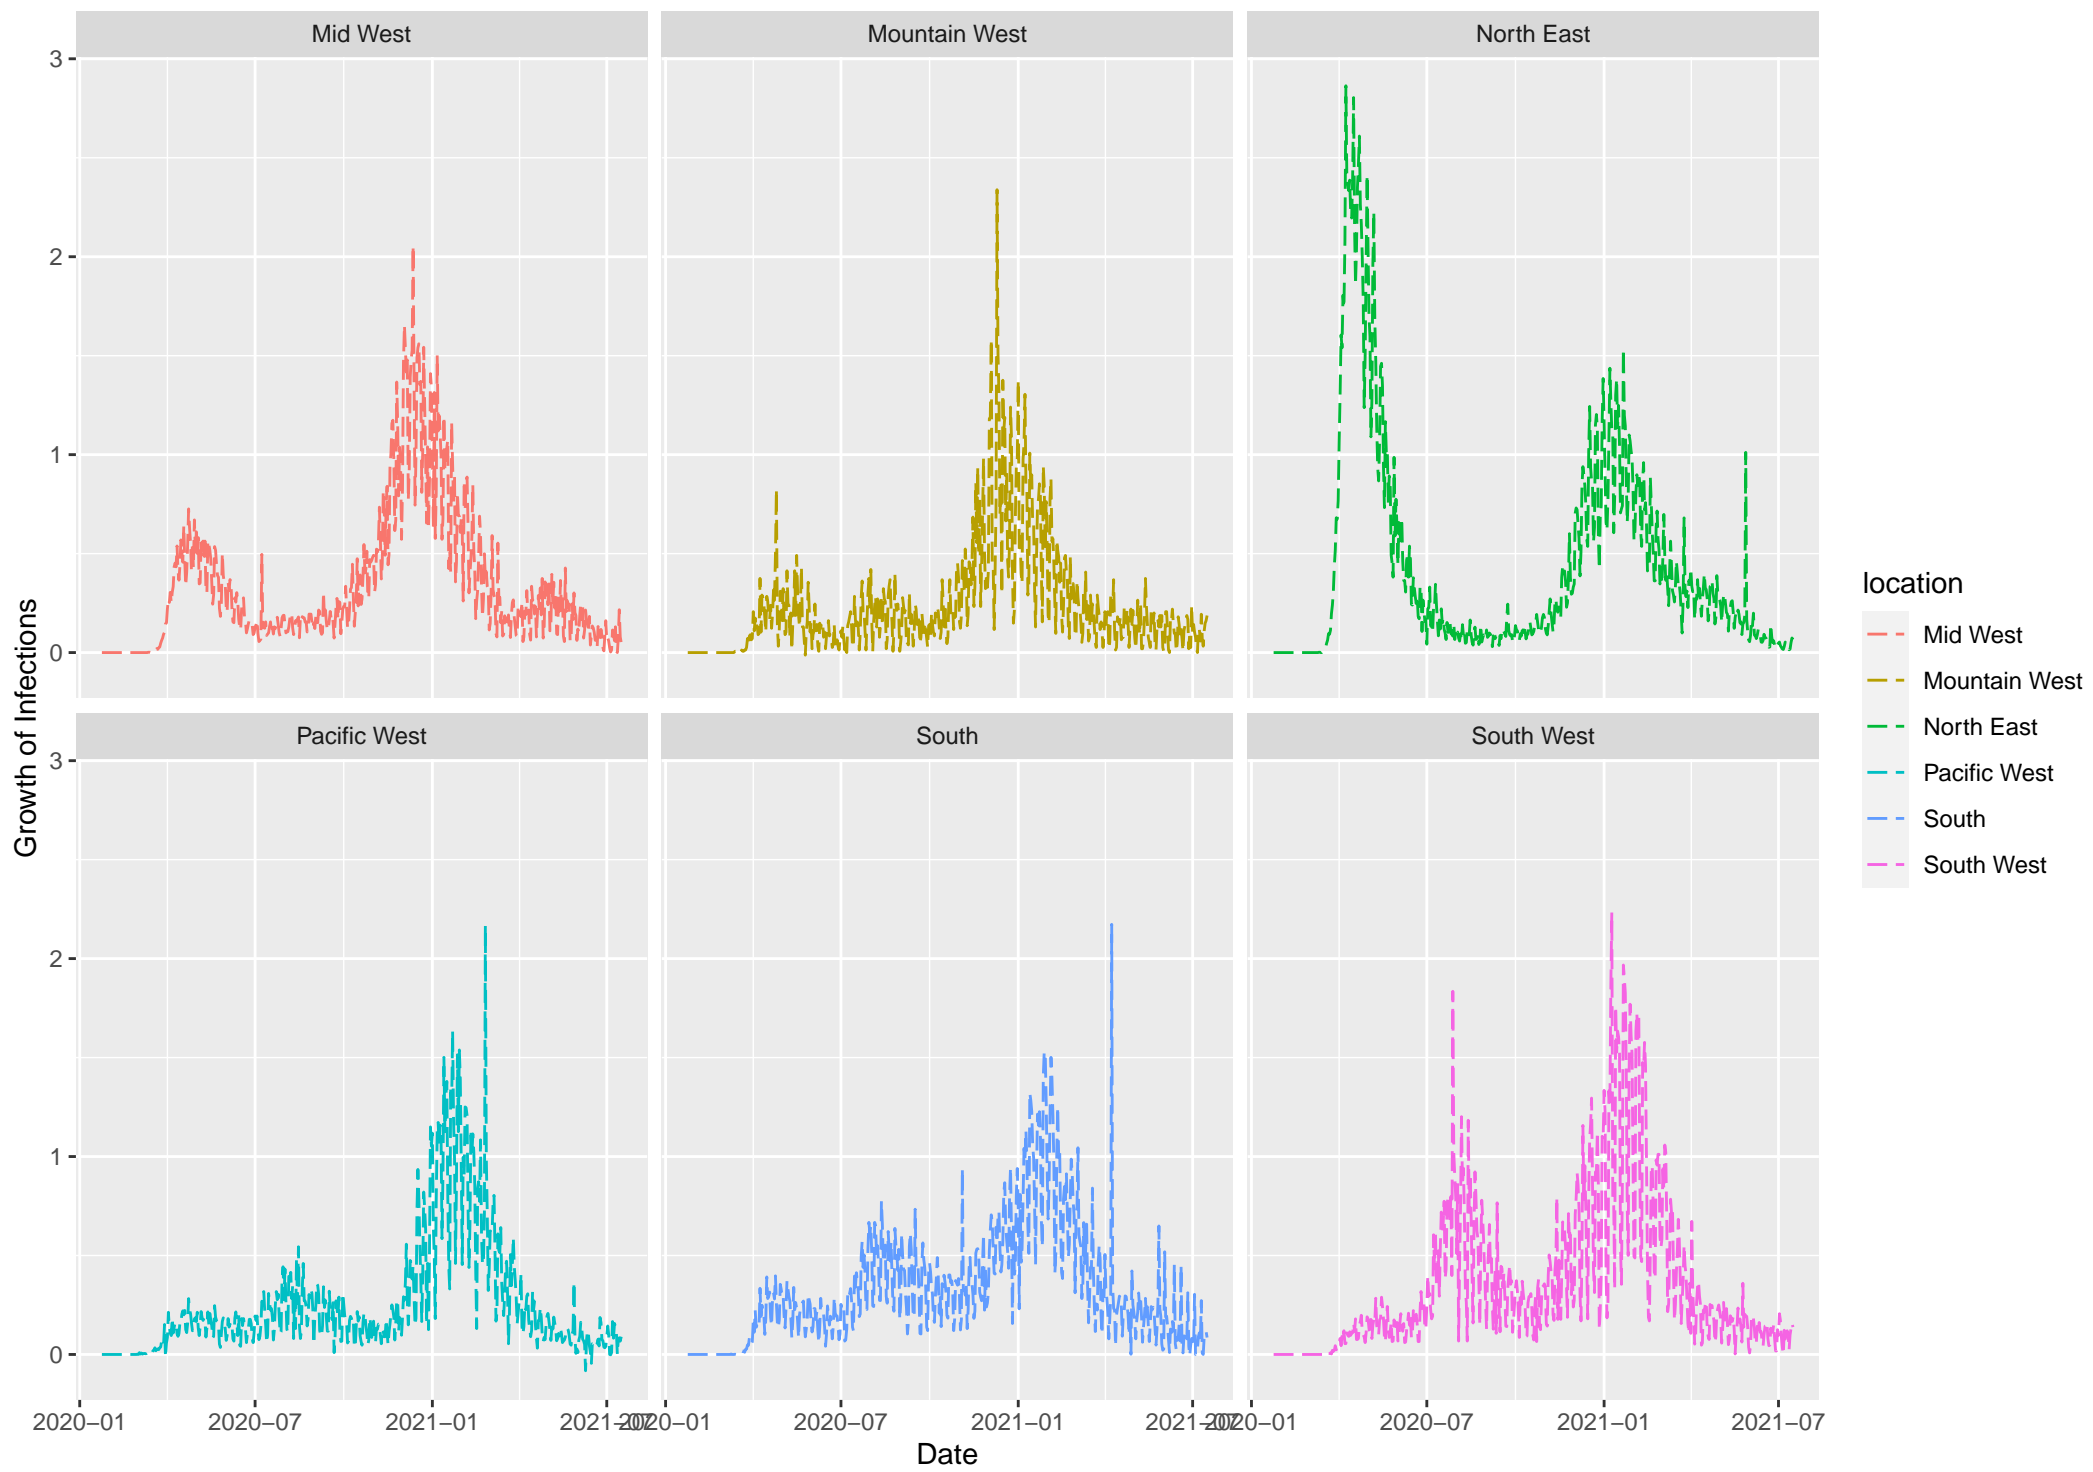 Mid West
Mountain West
North East
3
2
1
0
Growth of Infections
Pacific West
South
South West
3
2
1
0
2020–01
2020–07
2021–01
2021–07
2020–01
2020–07
2021–01
2021–07
2020–01
2020–07
2021–01
2021–07
Date
location
Mid West
Mountain West
North East
Pacific West
South
South West